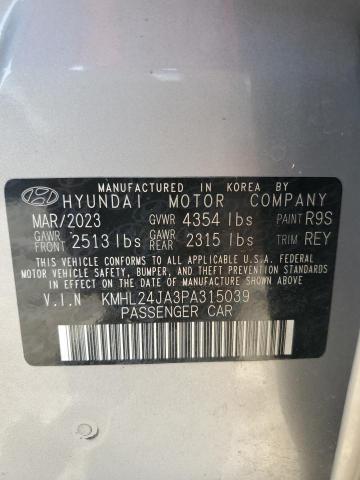 MANUFACTURED IN KOREA BY
HYUNDAI MOTOR COMPANY
MAR/2023 GVWR 4354 lbs PAINT R9S
GAWR FRONT 2513 lbs GAWR REAR 2315 lbs TRIM REY
THIS VEHICLE CONFORMS TO ALL APPLICABLE U.S.A. FEDERAL
MOTOR VEHICLE SAFETY, BUMPER, AND THEFT PREVENTION
STANDARDS IN EFFECT ON THE DATE OF MANUFACTURE SHOWN ABOVE.
V.I.N KMHL24JA3PA315039
PASSENGER CAR